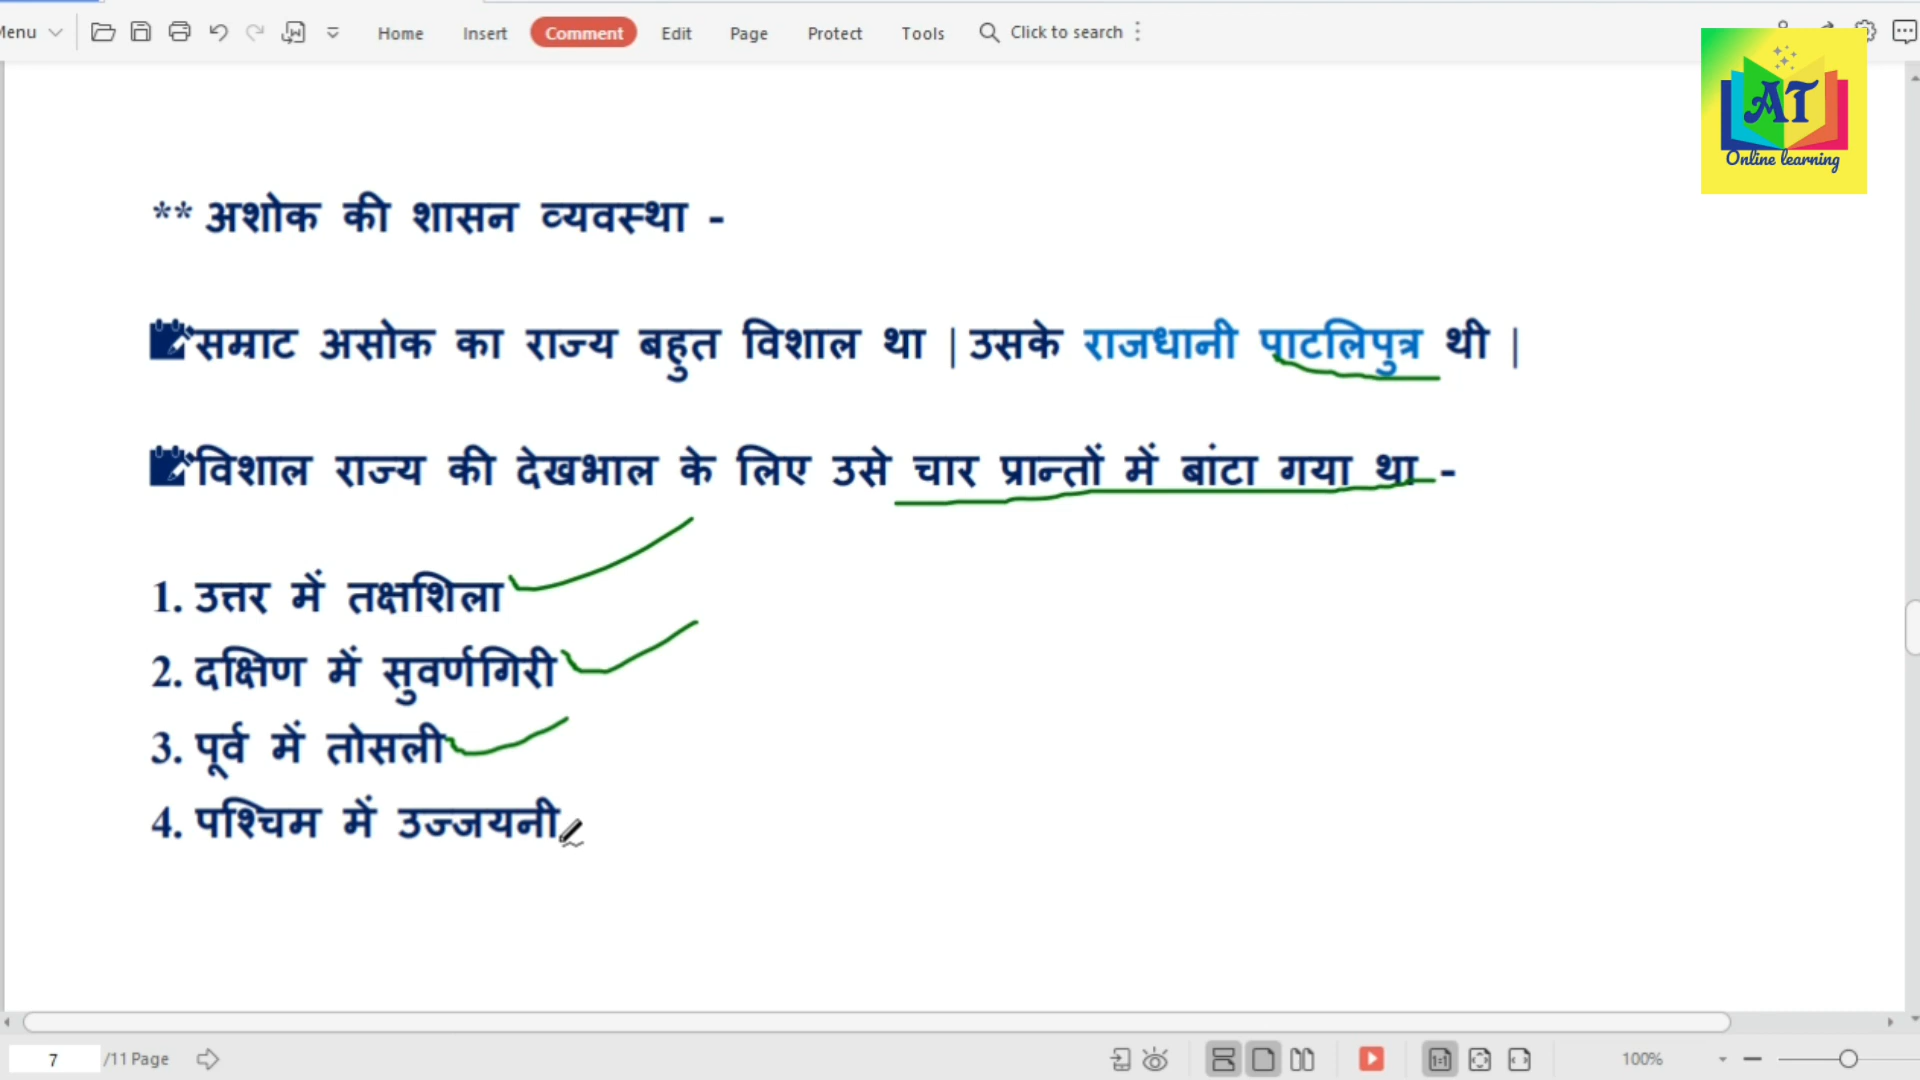 Menu Home Insert Comment Edit Page Protect Tools Click to search
AT
Online learning
** अशोक की शासन व्यवस्था -
सम्राट असोक का राज्य बहुत विशाल था | उसके राजधानी पाटलिपुत्र थी |
विशाल राज्य की देखभाल के लिए उसे चार प्रान्तों में बांटा गया था -
1. उत्तर में तक्षशिला
2. दक्षिण में सुवर्णगिरी
3. पूर्व में तोसली
4. पश्चिम में उज्जयनी
7 /11 Page 100%